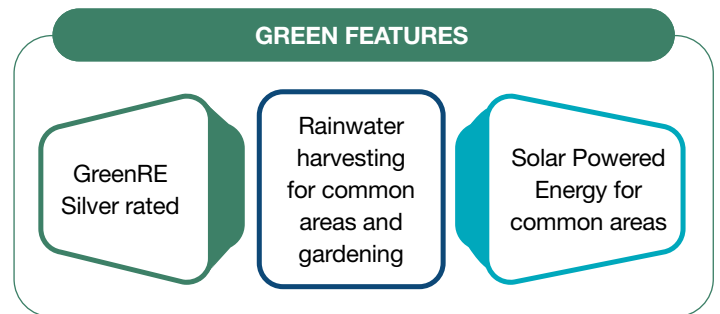 GREEN FEATURES
GreenRE
Silver rated
Rainwater
harvesting
for common
areas and
gardening
Solar Powered
Energy for
common areas